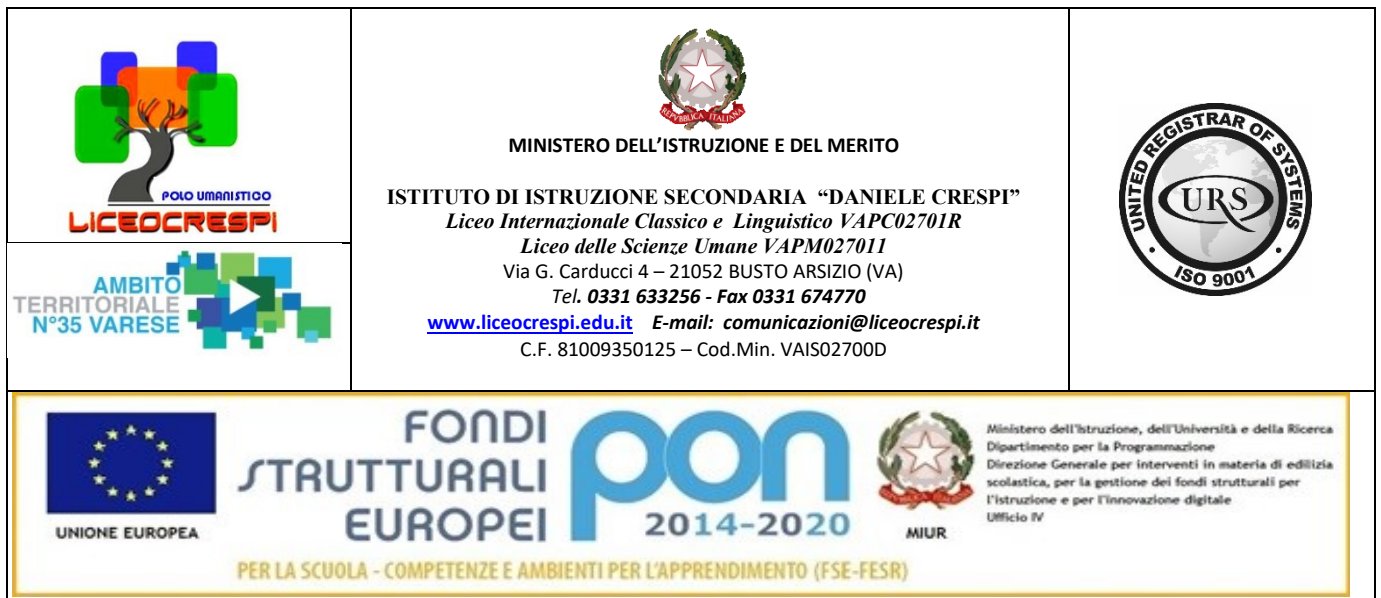 POLO UMANISTICO
LICEOCRESPI
AMBITO
TERRITORIALE
N°35 VARESE
REPVBBLICA ITALIANA
MINISTERO DELL’ISTRUZIONE E DEL MERITO
ISTITUTO DI ISTRUZIONE SECONDARIA “DANIELE CRESPI”
Liceo Internazionale Classico e Linguistico VAPC02701R
Liceo delle Scienze Umane VAPM027011
Via G. Carducci 4 – 21052 BUSTO ARSIZIO (VA)
Tel. 0331 633256 - Fax 0331 674770
www.liceocrespi.edu.it E-mail: comunicazioni@liceocrespi.it
C.F. 81009350125 – Cod.Min. VAIS02700D
UNITED REGISTRAR OF SYSTEMS
URS
ISO 9001
UNIONE EUROPEA
FONDI
STRUTTURALI
EUROPEI
pon
2014-2020
MIUR
Ministero dell'Istruzione, dell'Università e della Ricerca
Dipartimento per la Programmazione
Direzione Generale per interventi in materia di edilizia
scolastica, per la gestione dei fondi strutturali per
l'istruzione e per l'innovazione digitale
Ufficio IV
PER LA SCUOLA - COMPETENZE E AMBIENTI PER L'APPRENDIMENTO (FSE-FESR)